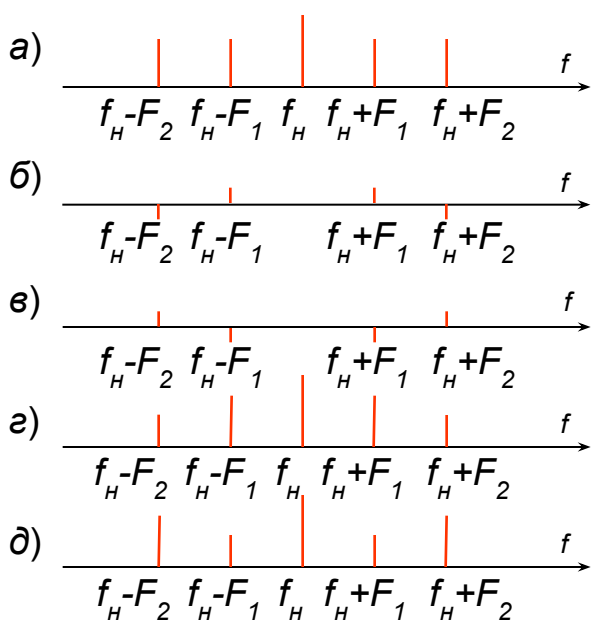 а) f
fн-F2 fн-F1 fн fн+F1 fн+F2
б) f
fн-F2 fн-F1 fн+F1 fн+F2
в) f
fн-F2 fн-F1 fн+F1 fн+F2
г) f
fн-F2 fн-F1 fн fн+F1 fн+F2
д) f
fн-F2 fн-F1 fн fн+F1 fн+F2